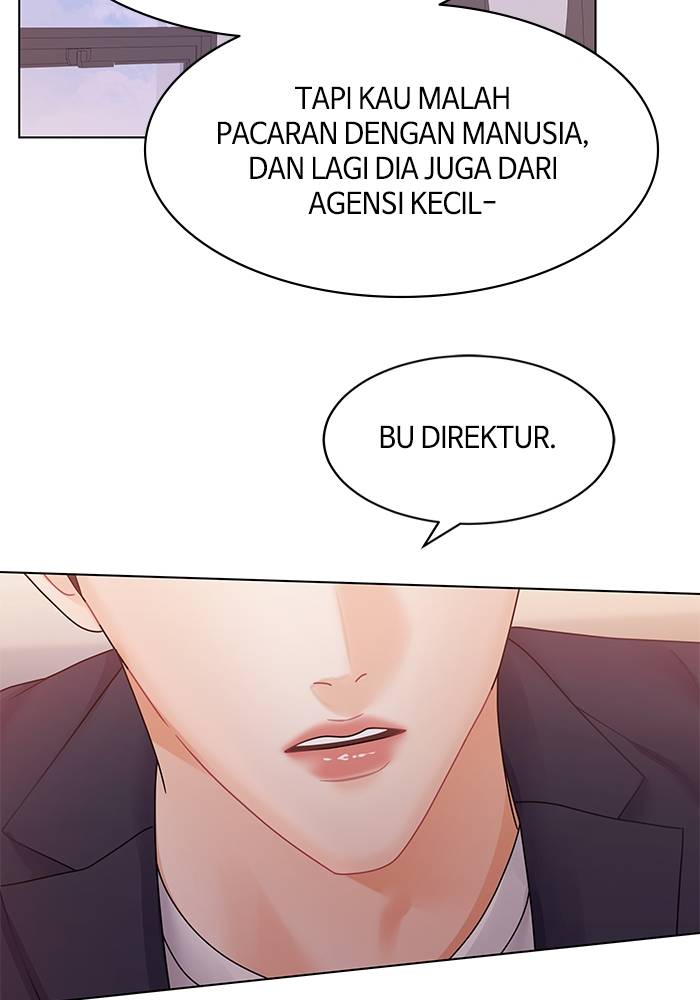 TAPI KAU MALAH
PACARAN DENGAN MANUSIA,
DAN LAGI DIA JUGA DARI
AGENSI KECIL-
BU DIREKTUR.